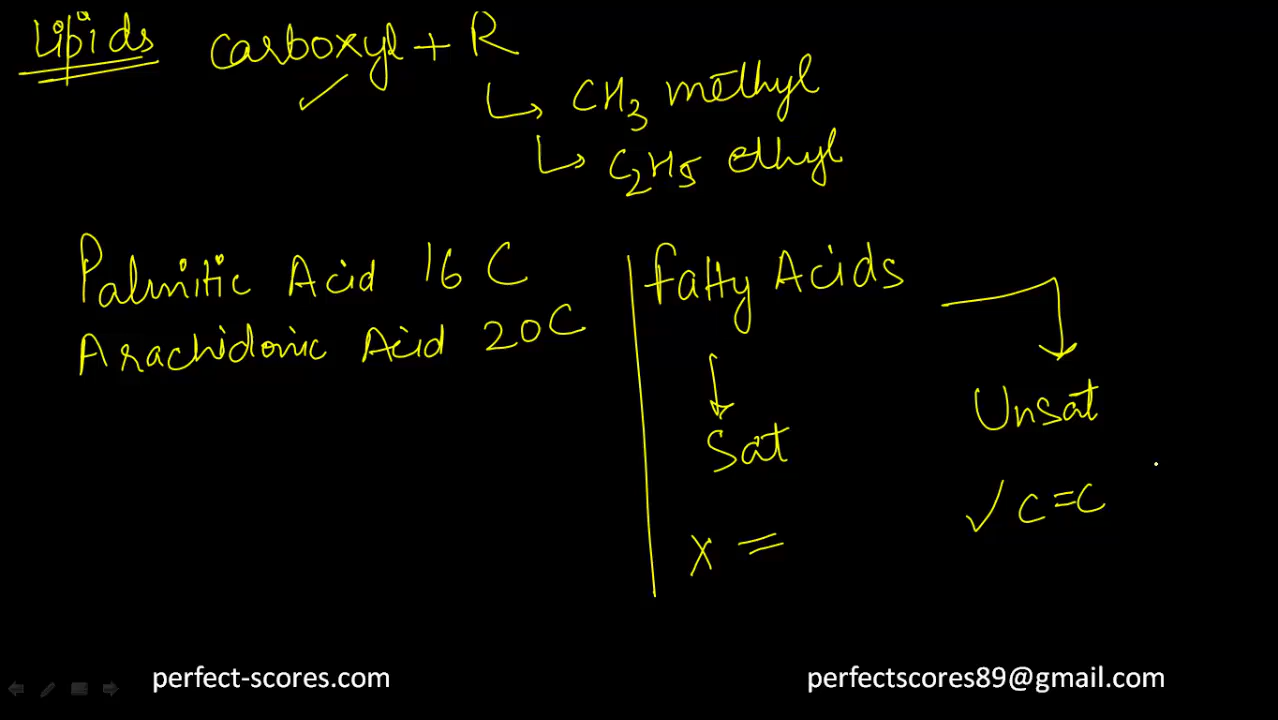 Lipids carboxyl + R
CH3 methyl
C2H5 ethyl
Palmitic Acid 16 C
Arachidonic Acid 20C
Fatty Acids
Sat
Unsat
x =
✓ C=C
perfect-scores.com
perfectscores89@gmail.com